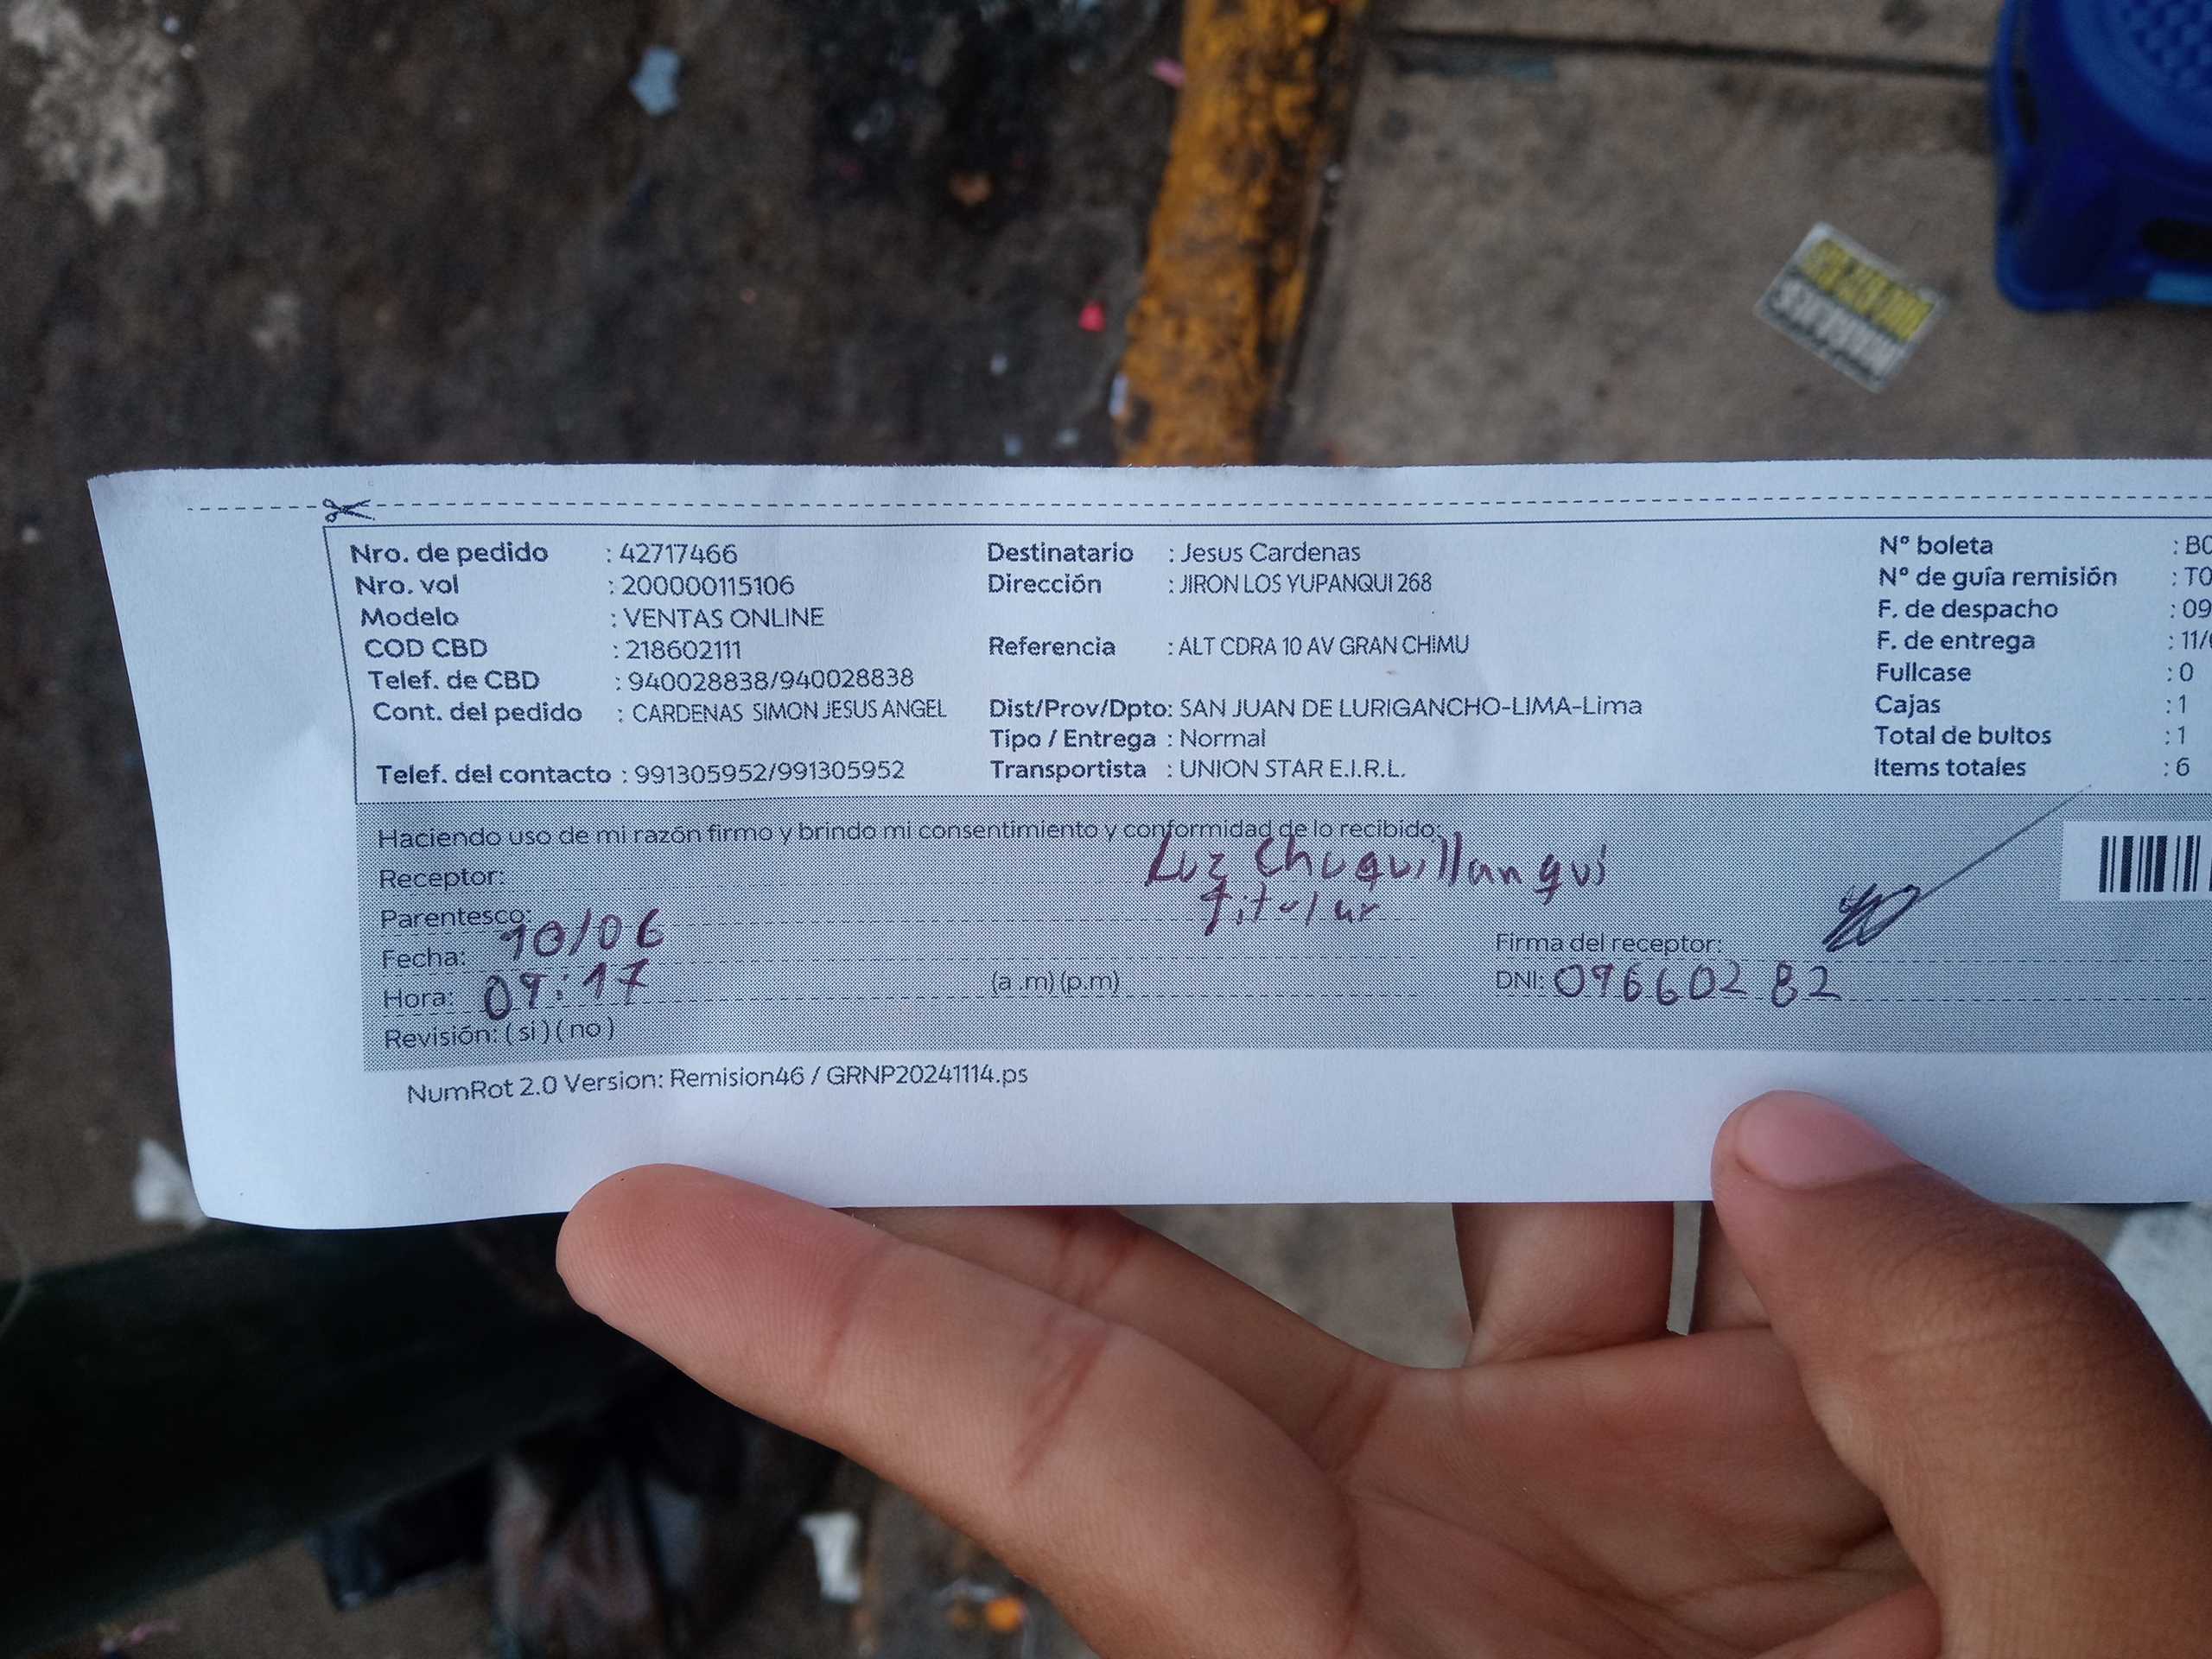 Nro. de pedido : 42717466 Destinatario : Jesus Cardenas Nº boleta : B0
Nro. vol : 200000115106 Dirección : JIRON LOS YUPANQUI 268 Nº de guía remisión : T0
Modelo : VENTAS ONLINE F. de despacho : 09
COD CBD : 218602111 Referencia : ALT CDRA 10 AV GRAN CHiMU F. de entrega : 11/
Telef. de CBD : 940028838/940028838 Fullcase : 0
Cont. del pedido : CARDENAS SIMON JESUS ANGEL Dist/Prov/Dpto: SAN JUAN DE LURIGANCHO-LIMA-Lima Cajas : 1
Tipo / Entrega : Normal Total de bultos : 1
Telef. del contacto : 991305952/991305952 Transportista : UNION STAR E.I.R.L. Items totales : 6
Haciendo uso de mi razón firmo y brindo mi consentimiento y conformidad de lo recibido:
Receptor: Luz Chuquillanqui
Parentesco: titular
Fecha: 10/06 Firma del receptor:
Hora: 09:17 (a .m) (p.m) DNI: 09660282
Revisión: ( si ) ( no )
NumRot 2.0 Version: Remision46 / GRNP20241114.ps